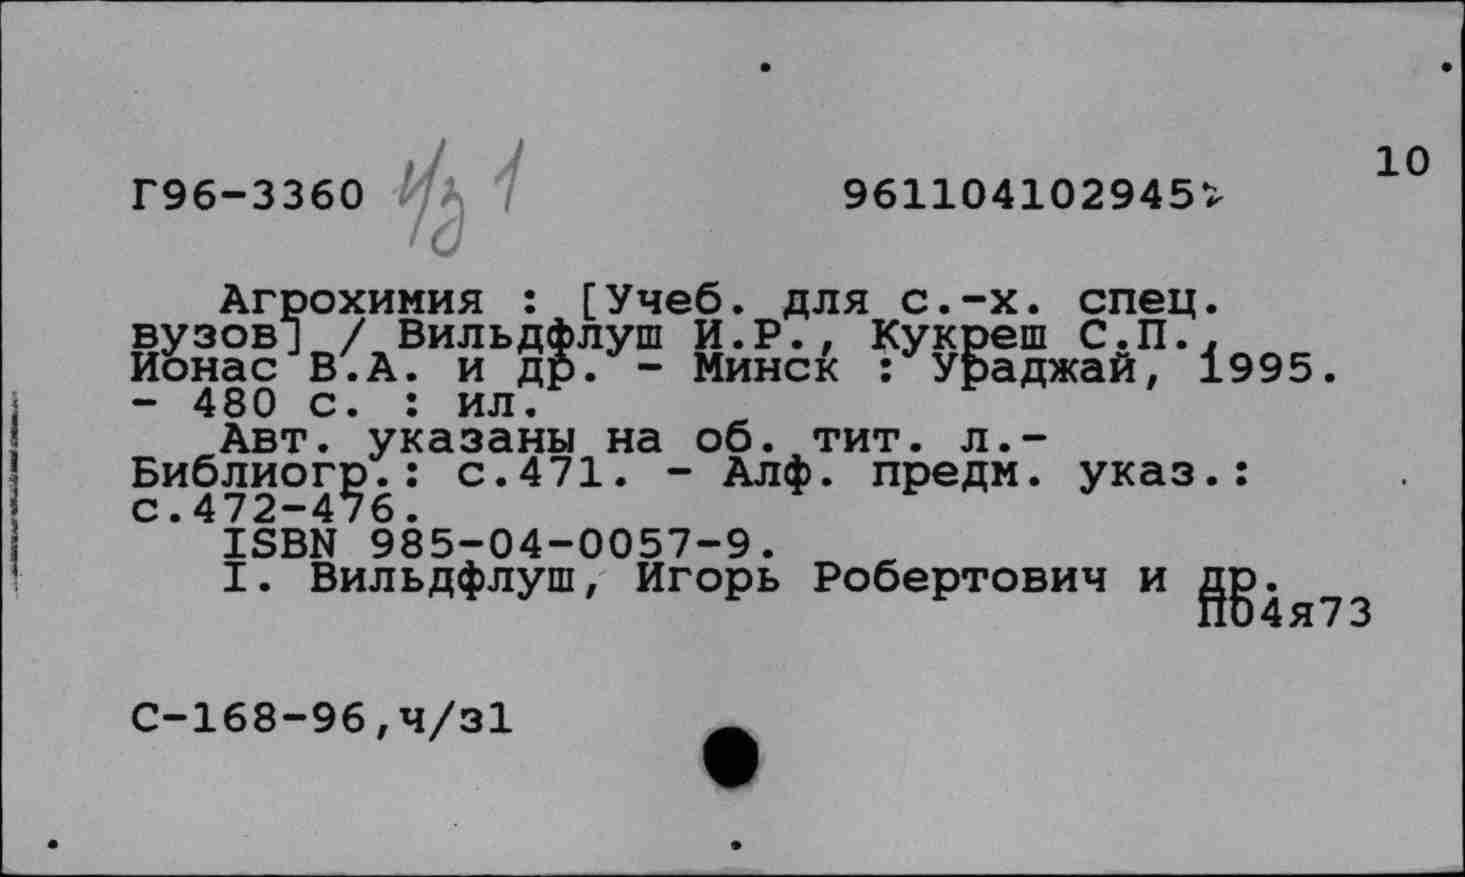 10
Г96-3360 ч/з 1 9611041029452
Агрохимия : [Учеб. для с.-х. спец.
вузов] / Вильдфлуш И.Р., Кукреш С.П.,
Ионас В.А. и др. - Минск : Ураджай, 1995.
- 480 с. : ил.
Авт. указаны на об. тит. л.-
Библиогр.: с.471. - Алф. предм. указ.:
с.472-476.
ISBN 985-04-0057-9.
I. Вильдфлуш, Игорь Робертович и др.
П04я73
С-168-96,ч/з1